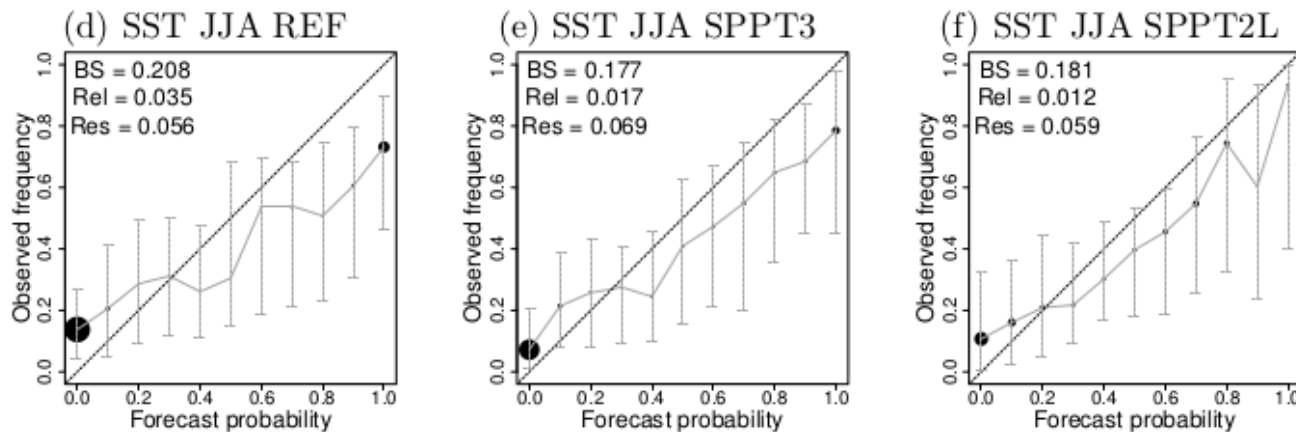 (d) SST JJA REF
BS = 0.208
Rel = 0.035
Res = 0.056
Observed frequency
0.0 0.2 0.4 0.6 0.8 1.0
0.0 0.2 0.4 0.6 0.8 1.0
Forecast probability
(e) SST JJA SPPT3
BS = 0.177
Rel = 0.017
Res = 0.069
Observed frequency
0.0 0.2 0.4 0.6 0.8 1.0
0.0 0.2 0.4 0.6 0.8 1.0
Forecast probability
(f) SST JJA SPPT2L
BS = 0.181
Rel = 0.012
Res = 0.059
Observed frequency
0.0 0.2 0.4 0.6 0.8 1.0
0.0 0.2 0.4 0.6 0.8 1.0
Forecast probability